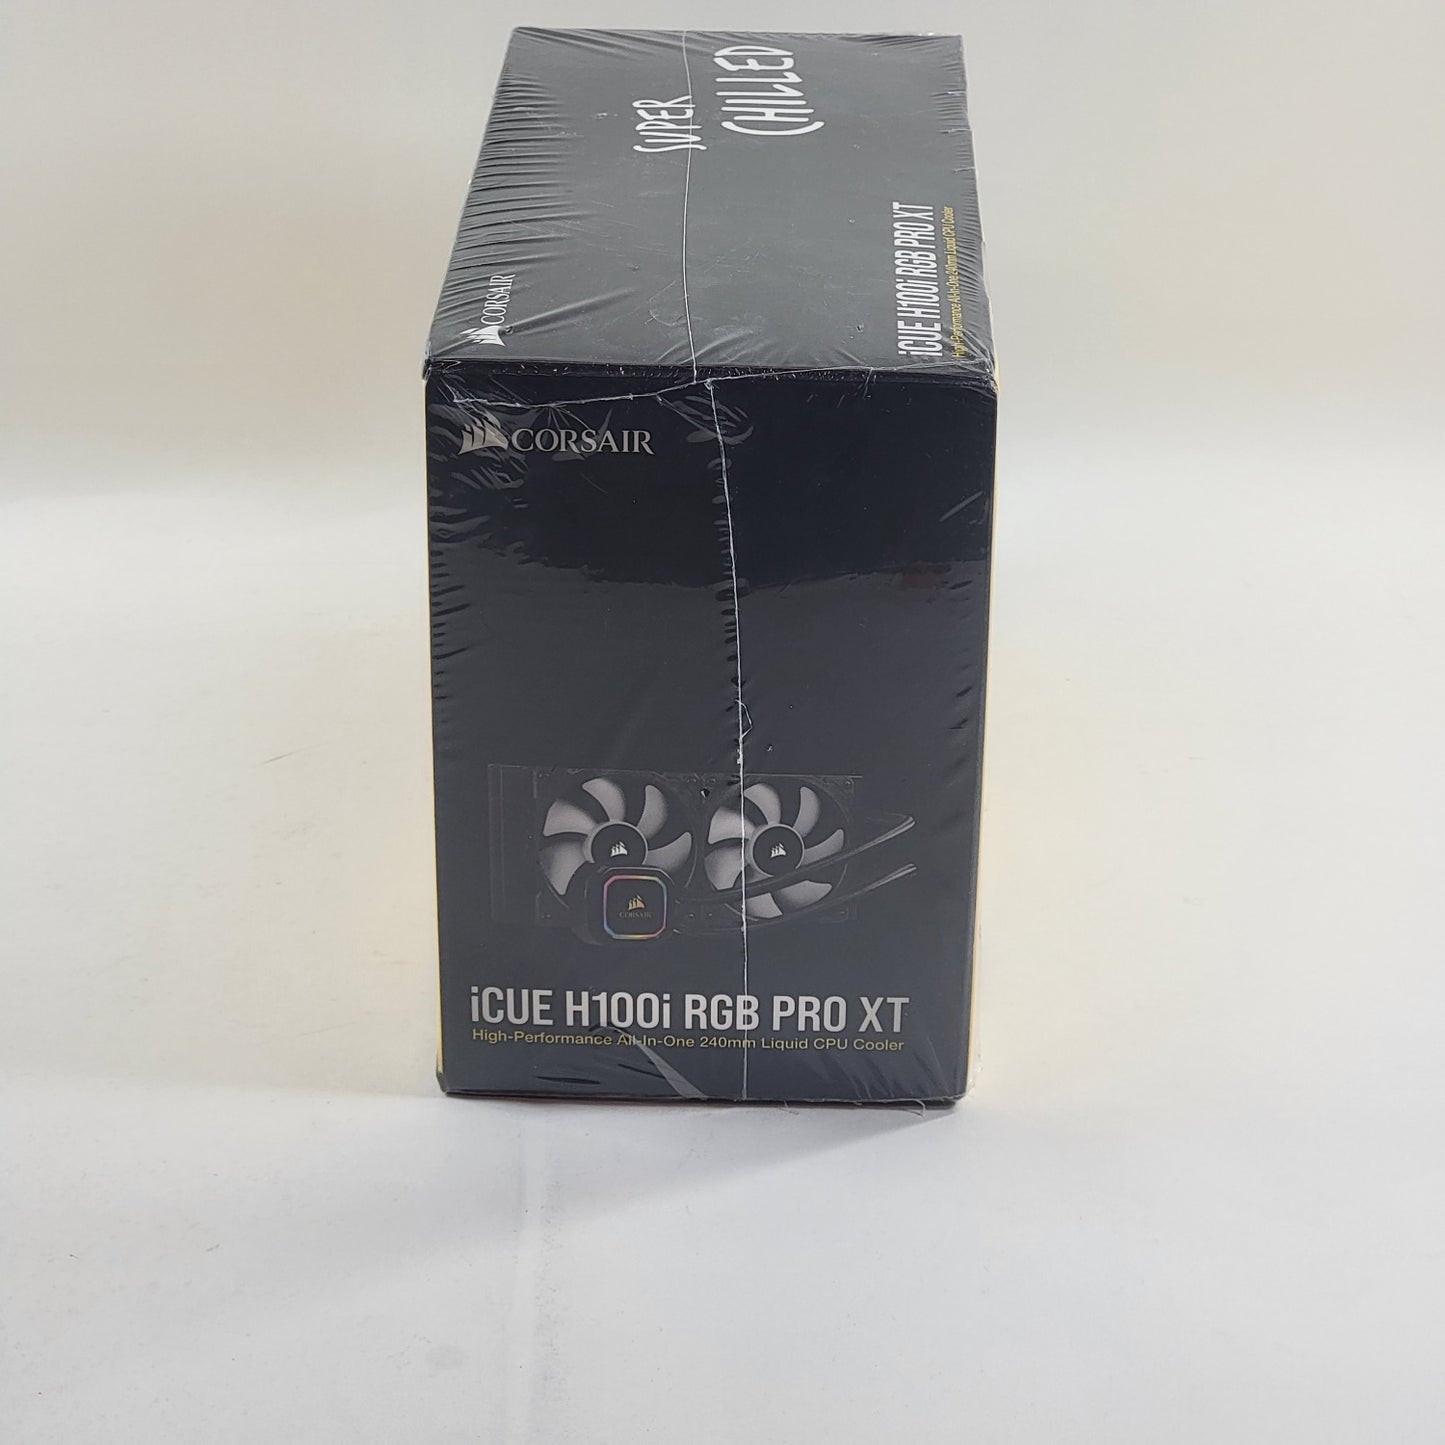 SUPER
CHILLED
CORSAIR
iCUE H100i RGB PRO XT
High-Performance All-In-One 240mm Liquid CPU Cooler
CORSAIR
CORSAIR
iCUE H100i RGB PRO XT
High-Performance All-In-One 240mm Liquid CPU Cooler